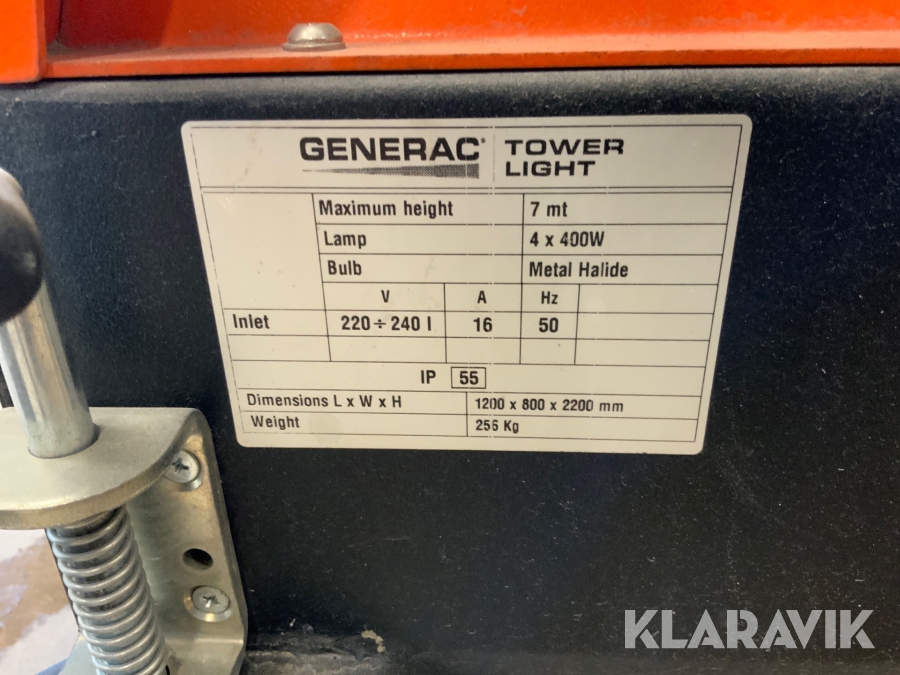 GENERAC TOWER LIGHT
Maximum height 7 mt
Lamp 4 x 400W
Bulb Metal Halide
V A Hz
Inlet 220÷240 I 16 50
IP 55
Dimensions L x W x H 1200 x 800 x 2200 mm
Weight 256 Kg
KLARAVIK